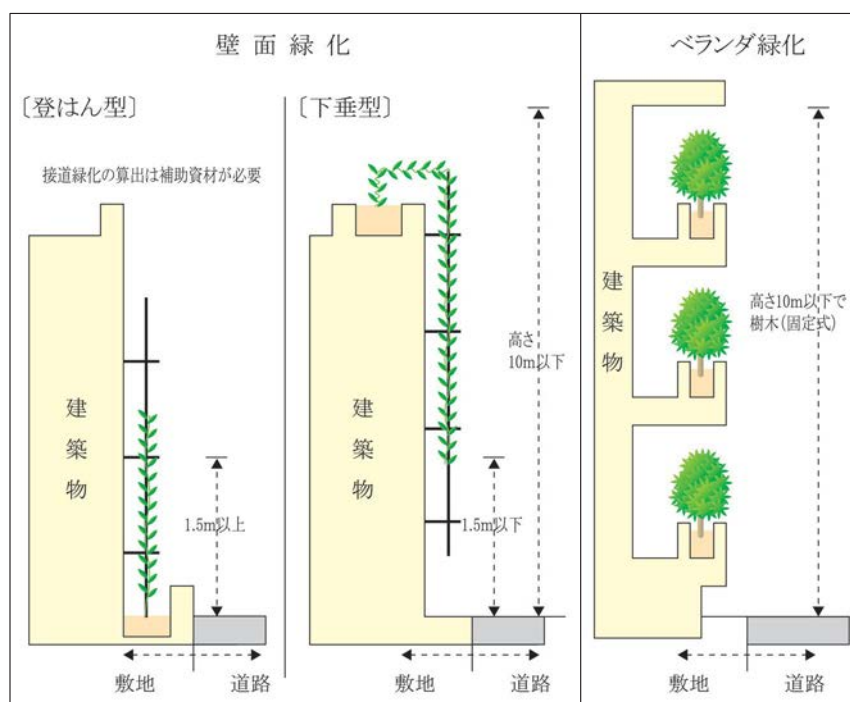 壁面緑化
〔登はん型〕
接道緑化の算出は補助資材が必要
建築物
1.5m以上
敷地
道路
〔下垂型〕
高さ
10m以下
建築物
1.5m以下
敷地
道路
ベランダ緑化
建築物
高さ10m以下で
樹木(固定式)
敷地
道路